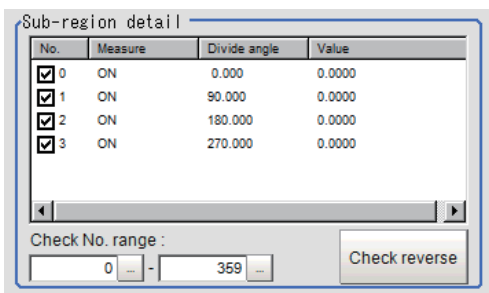 Sub-region detail
No. Measure Divide angle Value
0 ON 0.000 0.0000
1 ON 90.000 0.0000
2 ON 180.000 0.0000
3 ON 270.000 0.0000
Check No. range :
0 ... - 359 ...
Check reverse